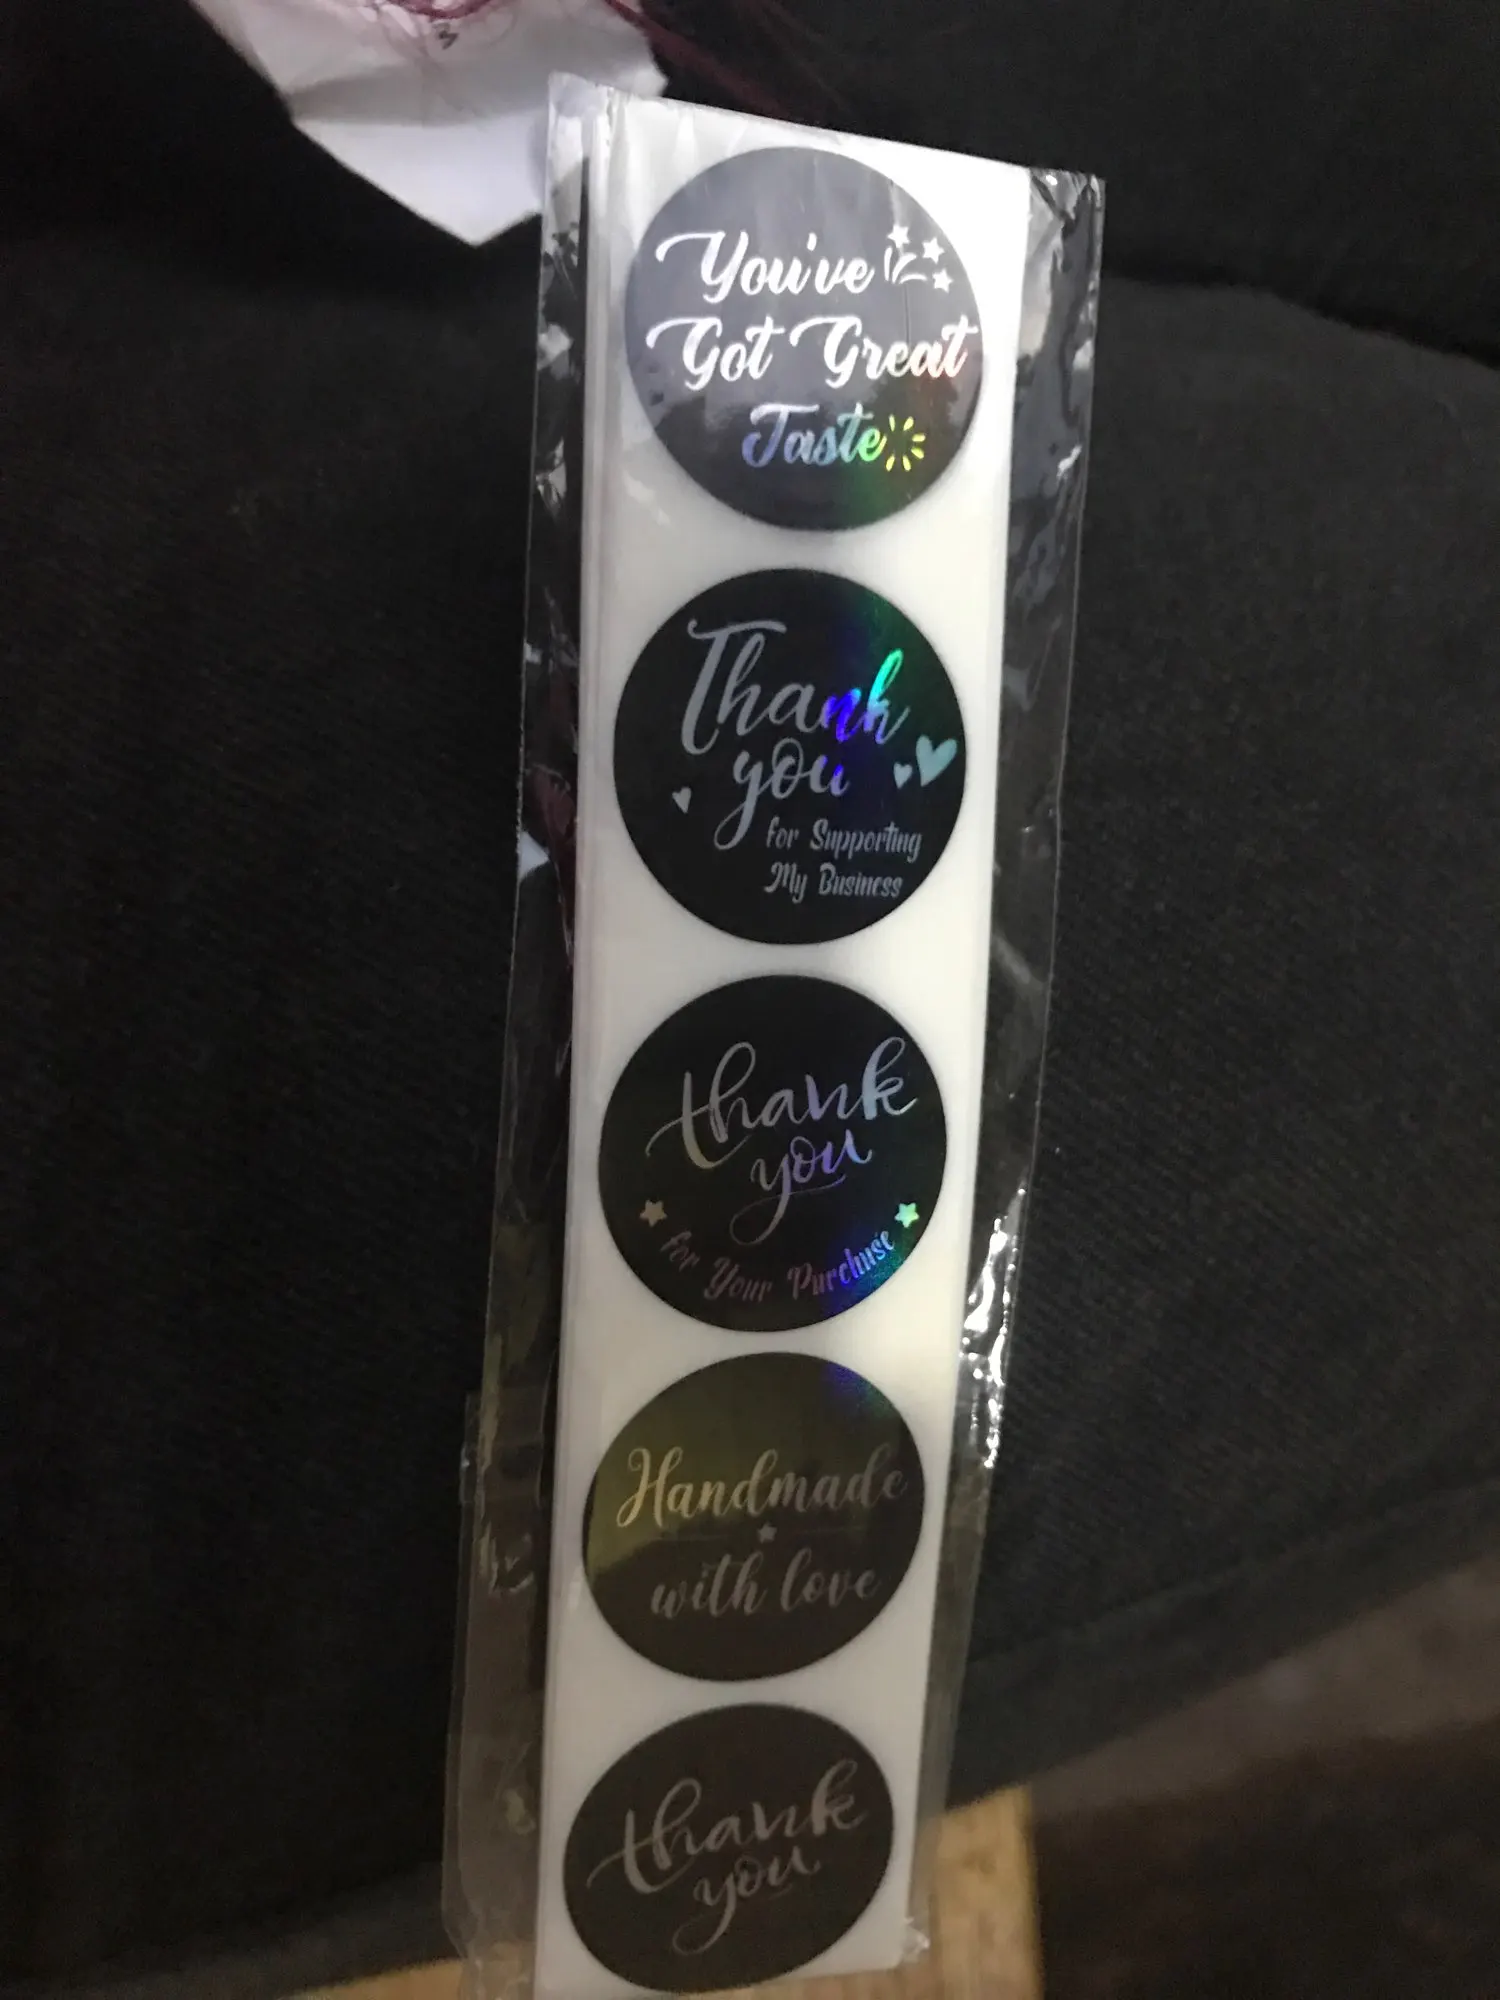 3
You've
Got Great
Taste
Thank
you
for Supporting
My Business
thank
you
for Your Purchase
Handmade
with love
thank
you